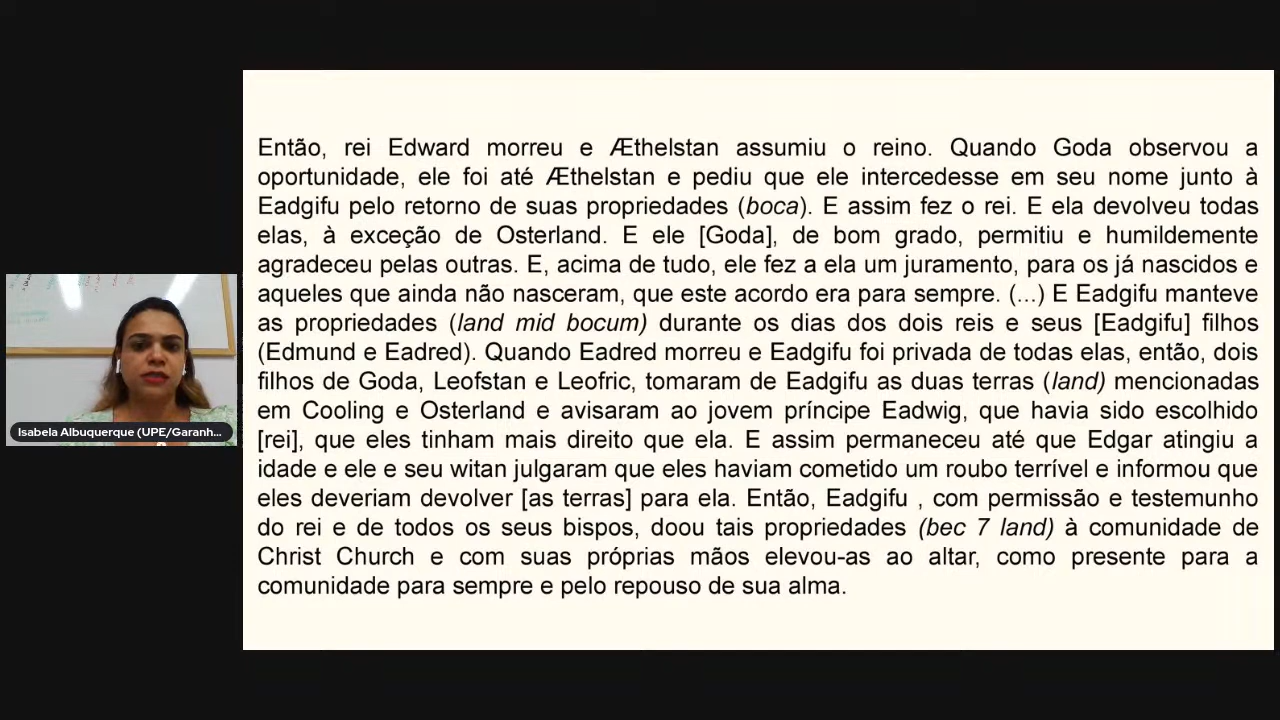 Então, rei Edward morreu e Æthelstan assumiu o reino. Quando Goda observou a
oportunidade, ele foi até Æthelstan e pediu que ele intercedesse em seu nome junto à
Eadgifu pelo retorno de suas propriedades (boca). E assim fez o rei. E ela devolveu todas
elas, à exceção de Osterland. E ele [Goda], de bom grado, permitiu e humildemente
agradeceu pelas outras. E, acima de tudo, ele fez a ela um juramento, para os já nascidos e
aqueles que ainda não nasceram, que este acordo era para sempre. (...) E Eadgifu manteve
as propriedades (land mid bocum) durante os dias dos dois reis e seus [Eadgifu] filhos
(Edmund e Eadred). Quando Eadred morreu e Eadgifu foi privada de todas elas, então, dois
filhos de Goda, Leofstan e Leofric, tomaram de Eadgifu as duas terras (land) mencionadas
em Cooling e Osterland e avisaram ao jovem príncipe Eadwig, que havia sido escolhido
[rei], que eles tinham mais direito que ela. E assim permaneceu até que Edgar atingiu a
idade e ele e seu witan julgaram que eles haviam cometido um roubo terrível e informou que
eles deveriam devolver [as terras] para ela. Então, Eadgifu , com permissão e testemunho
do rei e de todos os seus bispos, doou tais propriedades (bec 7 land) à comunidade de
Christ Church e com suas próprias mãos elevou-as ao altar, como presente para a
comunidade para sempre e pelo repouso de sua alma.
Isabela Albuquerque (UPE/Garanh...